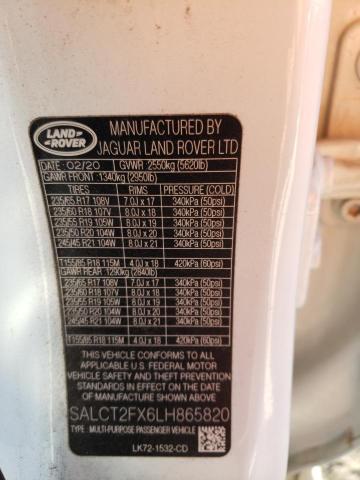 LAND ROVER
MANUFACTURED BY
JAGUAR LAND ROVER LTD
DATE: 02/20 GVWR 2550kg (5620lb)
GAWR FRONT: 1340kg (2950lb)
TIRES RIMS PRESSURE (COLD)
235/65 R17 108V 7.0J x 17 340kPa (50psi)
235/60 R18 107V 8.0J x 18 340kPa (50psi)
235/55 R19 105W 8.0J x 19 340kPa (50psi)
235/50 R20 104W 8.0J x 20 340kPa (50psi)
245/45 R21 104W 8.0J x 21 340kPa (50psi)
T155/85 R18 115M 4.0J x 18 420kPa (60psi)
GAWR REAR: 1290kg (2840lb)
235/65 R17 108V 7.0J x 17 340kPa (50psi)
235/60 R18 107V 8.0J x 18 340kPa (50psi)
235/55 R19 105W 8.0J x 19 340kPa (50psi)
235/50 R20 104W 8.0J x 20 340kPa (50psi)
245/45 R21 104W 8.0J x 21 340kPa (50psi)
T155/85 R18 115M 4.0J x 18 420kPa (60psi)
THIS VEHICLE CONFORMS TO ALL
APPLICABLE U.S. FEDERAL MOTOR
VEHICLE SAFETY STANDARDS IN EFFECT ON
THE DATE OF MANUFACTURE SHOWN ABOVE.
SALCT2FX6LH865820
TYPE : MULTI-PURPOSE PASSENGER VEHICLE
LK72-1532-CD